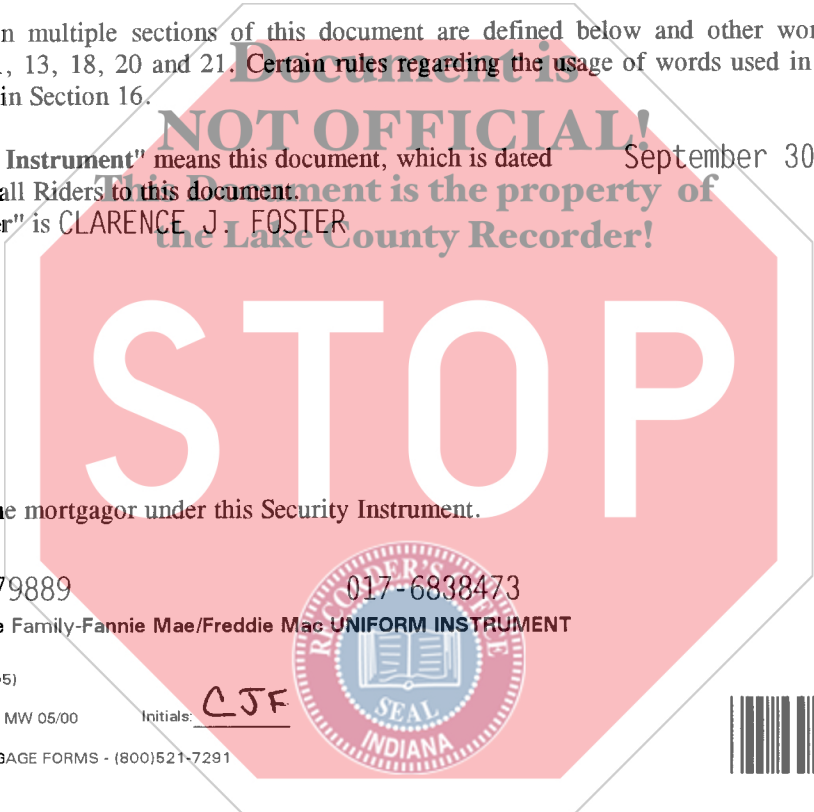 n multiple sections of this document are defined below and other wor
, 13, 18, 20 and 21. Certain rules regarding the usage of words used in
in Section 16.
Document is
NOT OFFICIAL!
Instrument" means this document, which is dated September 30
all Riders to this document.
This Document is the property of
r" is CLARENCE J. FOSTER
the Lake County Recorder!
STOP
e mortgagor under this Security Instrument.
79889 017-6838473
e Family-Fannie Mae/Freddie Mac UNIFORM INSTRUMENT
RECORDER'S OFFICE
SEAL
INDIANA
5)
MW 05/00 Initials: CJF
GAGE FORMS - (800)521-7291